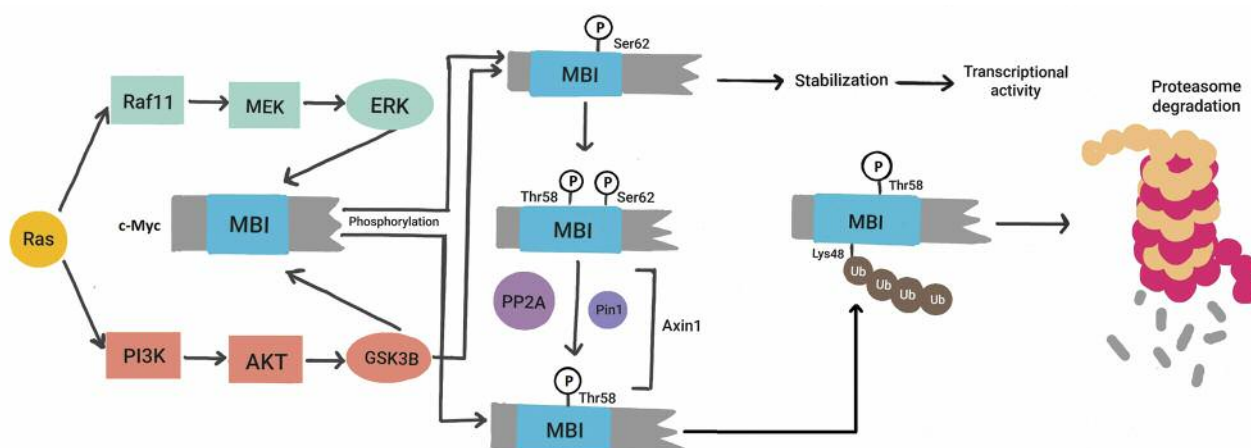 P
Ser62
MBI
Stabilization
Transcriptional
activity
Proteasome
degradation
Raf11
MEK
ERK
P
Thr58
P
P
Thr58
Ser62
MBI
c-Myc
MBI
Phosphorylation
MBI
Lys48
Ub
Ub
Ub
Ub
Ras
PP2A
Pin1
Axin1
PI3K
AKT
GSK3B
P
Thr58
MBI